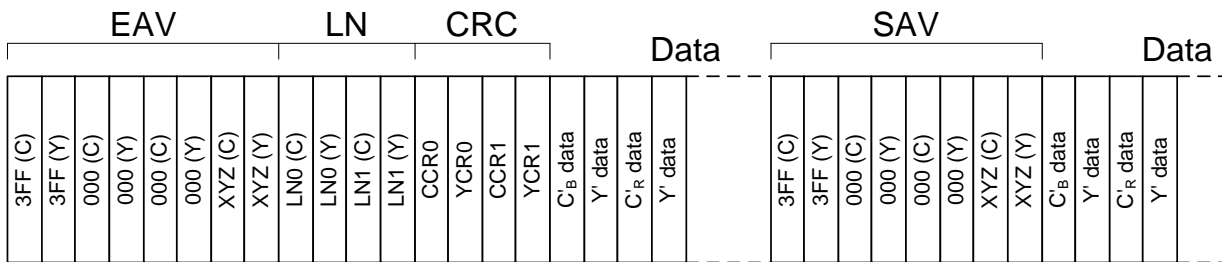 EAV LN CRC SAV
Data Data
3FF (C)
3FF (Y)
000 (C)
000 (Y)
000 (C)
000 (Y)
XYZ (C)
XYZ (Y)
LN0 (C)
LN0 (Y)
LN1 (C)
LN1 (Y)
CCR0
YCR0
CCR1
YCR1
C'B data
Y' data
C'R data
Y' data
3FF (C)
3FF (Y)
000 (C)
000 (Y)
000 (C)
000 (Y)
XYZ (C)
XYZ (Y)
C'B data
Y' data
C'R data
Y' data